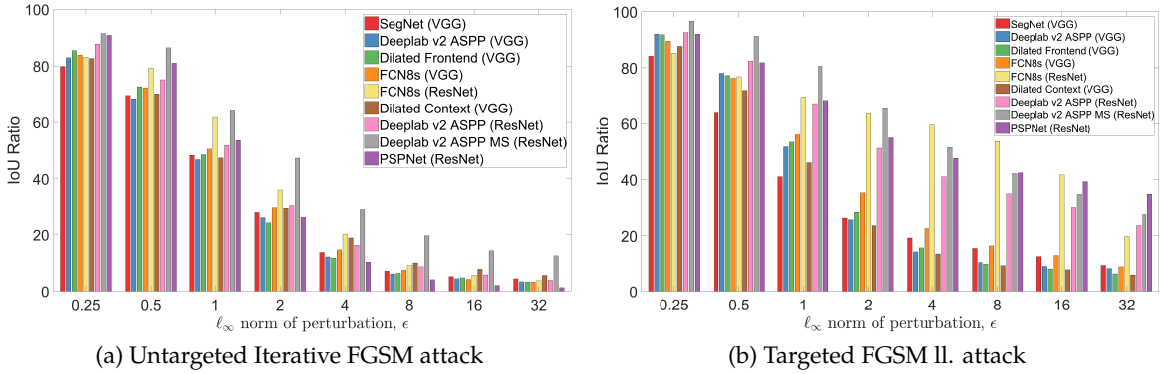 100
80
60
40
20
0
IoU Ratio
SegNet (VGG)
Deeplab v2 ASPP (VGG)
Dilated Frontend (VGG)
FCN8s (VGG)
FCN8s (ResNet)
Dilated Context (VGG)
Deeplab v2 ASPP (ResNet)
Deeplab v2 ASPP MS (ResNet)
PSPNet (ResNet)
0.25 0.5 1 2 4 8 16 32
ℓ∞ norm of perturbation, ϵ
(a) Untargeted Iterative FGSM attack
100
80
60
40
20
0
IoU Ratio
SegNet (VGG)
Deeplab v2 ASPP (VGG)
Dilated Frontend (VGG)
FCN8s (VGG)
FCN8s (ResNet)
Dilated Context (VGG)
Deeplab v2 ASPP (ResNet)
Deeplab v2 ASPP MS (ResNet)
PSPNet (ResNet)
0.25 0.5 1 2 4 8 16 32
ℓ∞ norm of perturbation, ϵ
(b) Targeted FGSM ll. attack